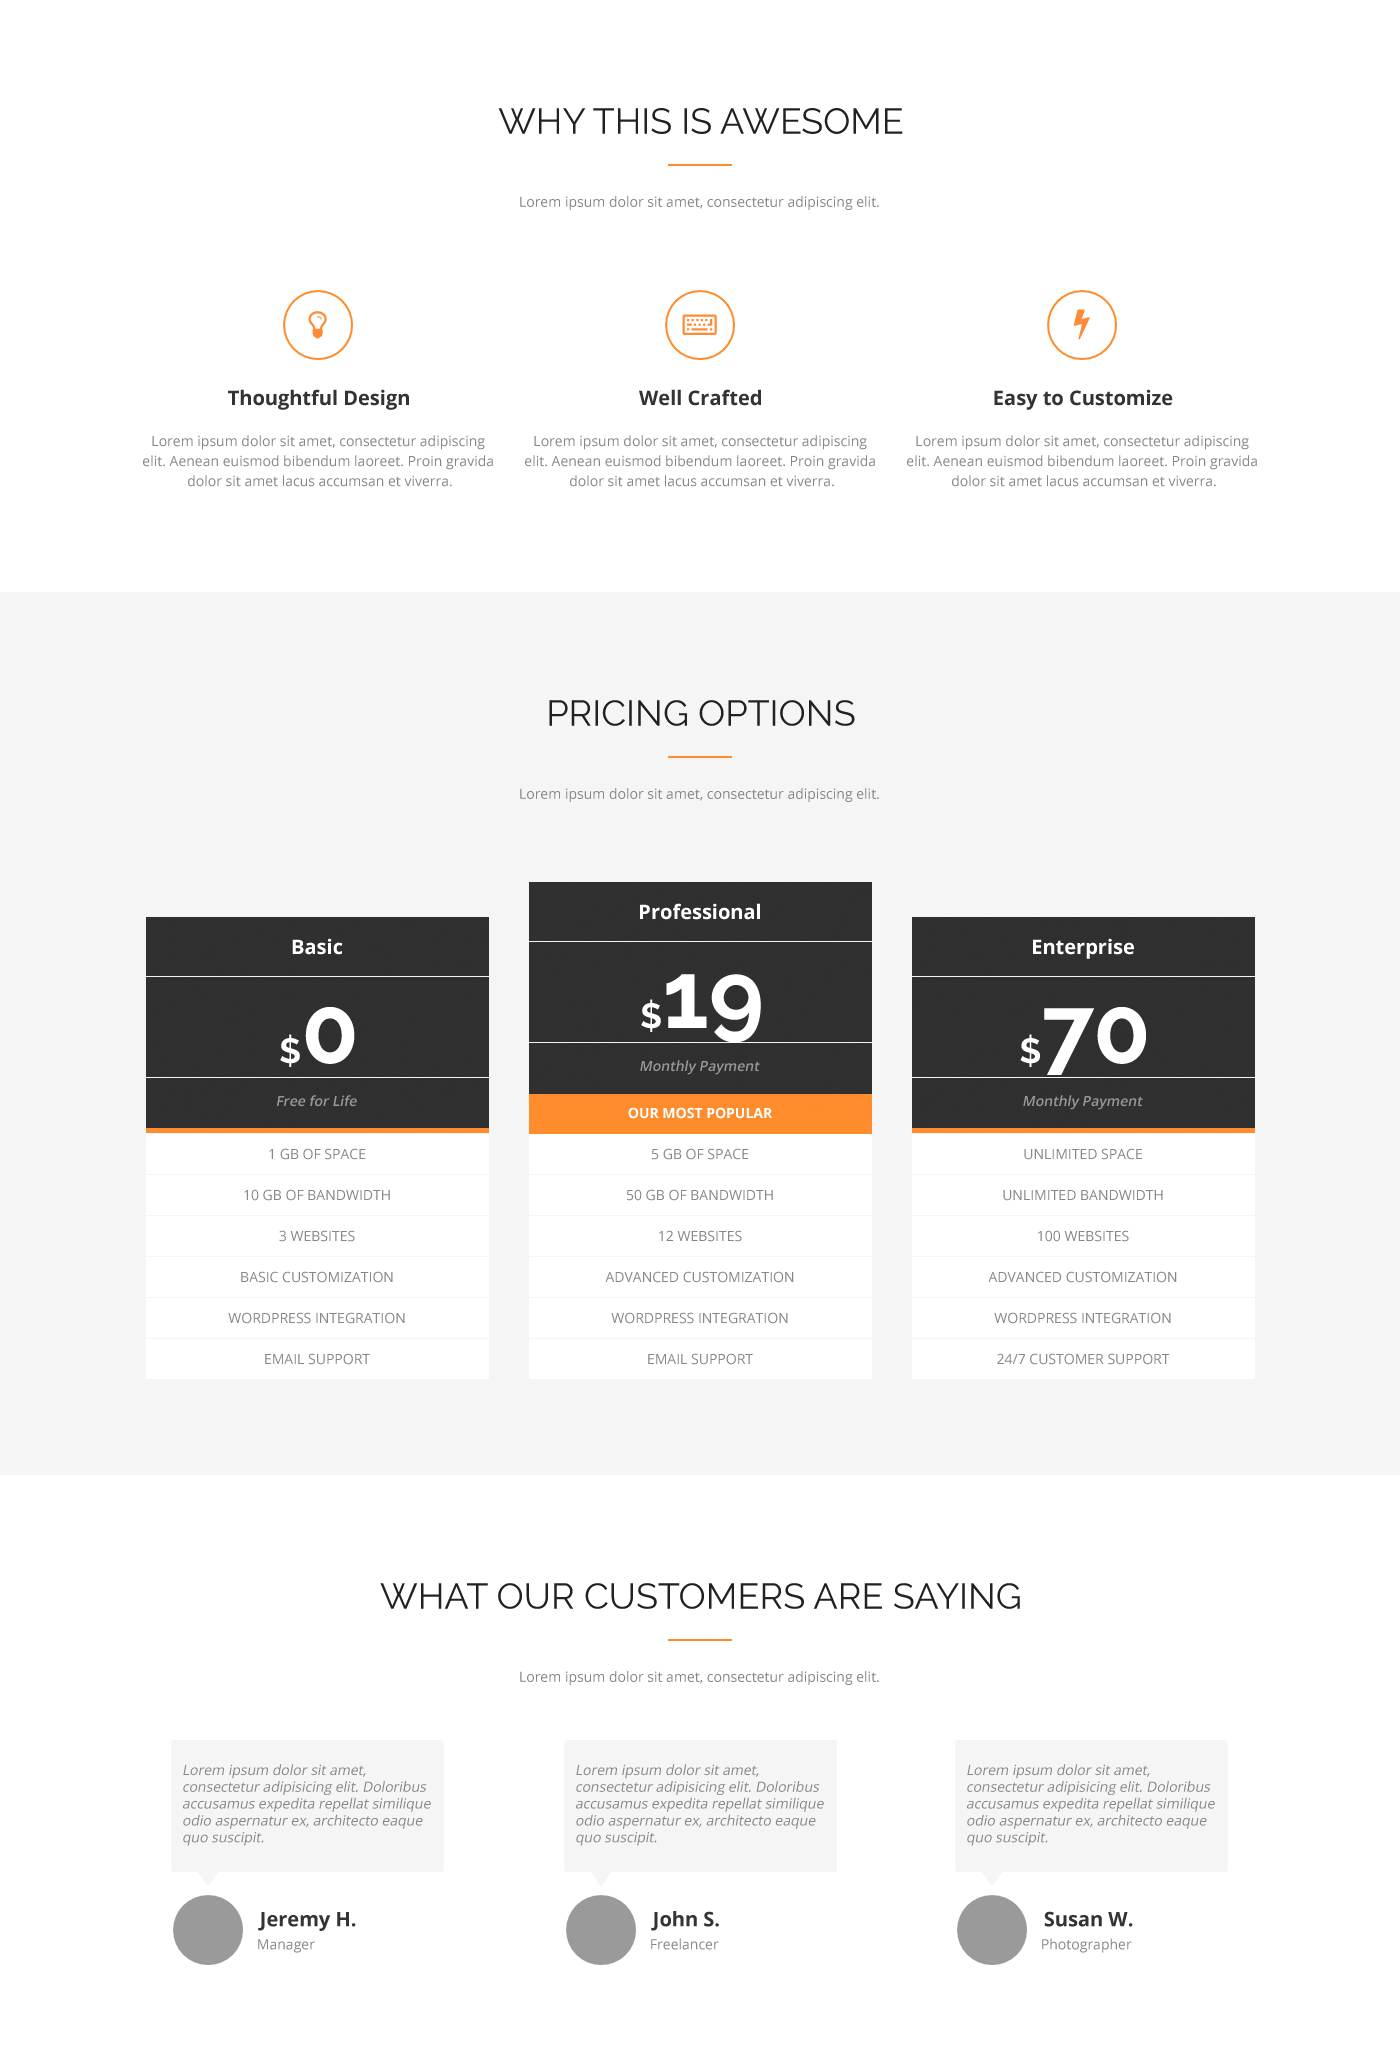 WHY THIS IS AWESOME
Lorem ipsum dolor sit amet, consectetur adipiscing elit.
Thoughtful Design
Lorem ipsum dolor sit amet, consectetur adipiscing
elit. Aenean euismod bibendum laoreet. Proin gravida
dolor sit amet lacus accumsan et viverra.
Well Crafted
Lorem ipsum dolor sit amet, consectetur adipiscing
elit. Aenean euismod bibendum laoreet. Proin gravida
dolor sit amet lacus accumsan et viverra.
Easy to Customize
Lorem ipsum dolor sit amet, consectetur adipiscing
elit. Aenean euismod bibendum laoreet. Proin gravida
dolor sit amet lacus accumsan et viverra.
PRICING OPTIONS
Lorem ipsum dolor sit amet, consectetur adipiscing elit.
Basic
$0
Free for Life
1 GB OF SPACE
10 GB OF BANDWIDTH
3 WEBSITES
BASIC CUSTOMIZATION
WORDPRESS INTEGRATION
EMAIL SUPPORT
Professional
$19
Monthly Payment
OUR MOST POPULAR
5 GB OF SPACE
50 GB OF BANDWIDTH
12 WEBSITES
ADVANCED CUSTOMIZATION
WORDPRESS INTEGRATION
EMAIL SUPPORT
Enterprise
$70
Monthly Payment
UNLIMITED SPACE
UNLIMITED BANDWIDTH
100 WEBSITES
ADVANCED CUSTOMIZATION
WORDPRESS INTEGRATION
24/7 CUSTOMER SUPPORT
WHAT OUR CUSTOMERS ARE SAYING
Lorem ipsum dolor sit amet, consectetur adipiscing elit.
Lorem ipsum dolor sit amet,
consectetur adipisicing elit. Doloribus
accusamus expedita repellat similique
odio aspernatur ex, architecto eaque
quo suscipit.
Jeremy H.
Manager
Lorem ipsum dolor sit amet,
consectetur adipisicing elit. Doloribus
accusamus expedita repellat similique
odio aspernatur ex, architecto eaque
quo suscipit.
John S.
Freelancer
Lorem ipsum dolor sit amet,
consectetur adipisicing elit. Doloribus
accusamus expedita repellat similique
odio aspernatur ex, architecto eaque
quo suscipit.
Susan W.
Photographer